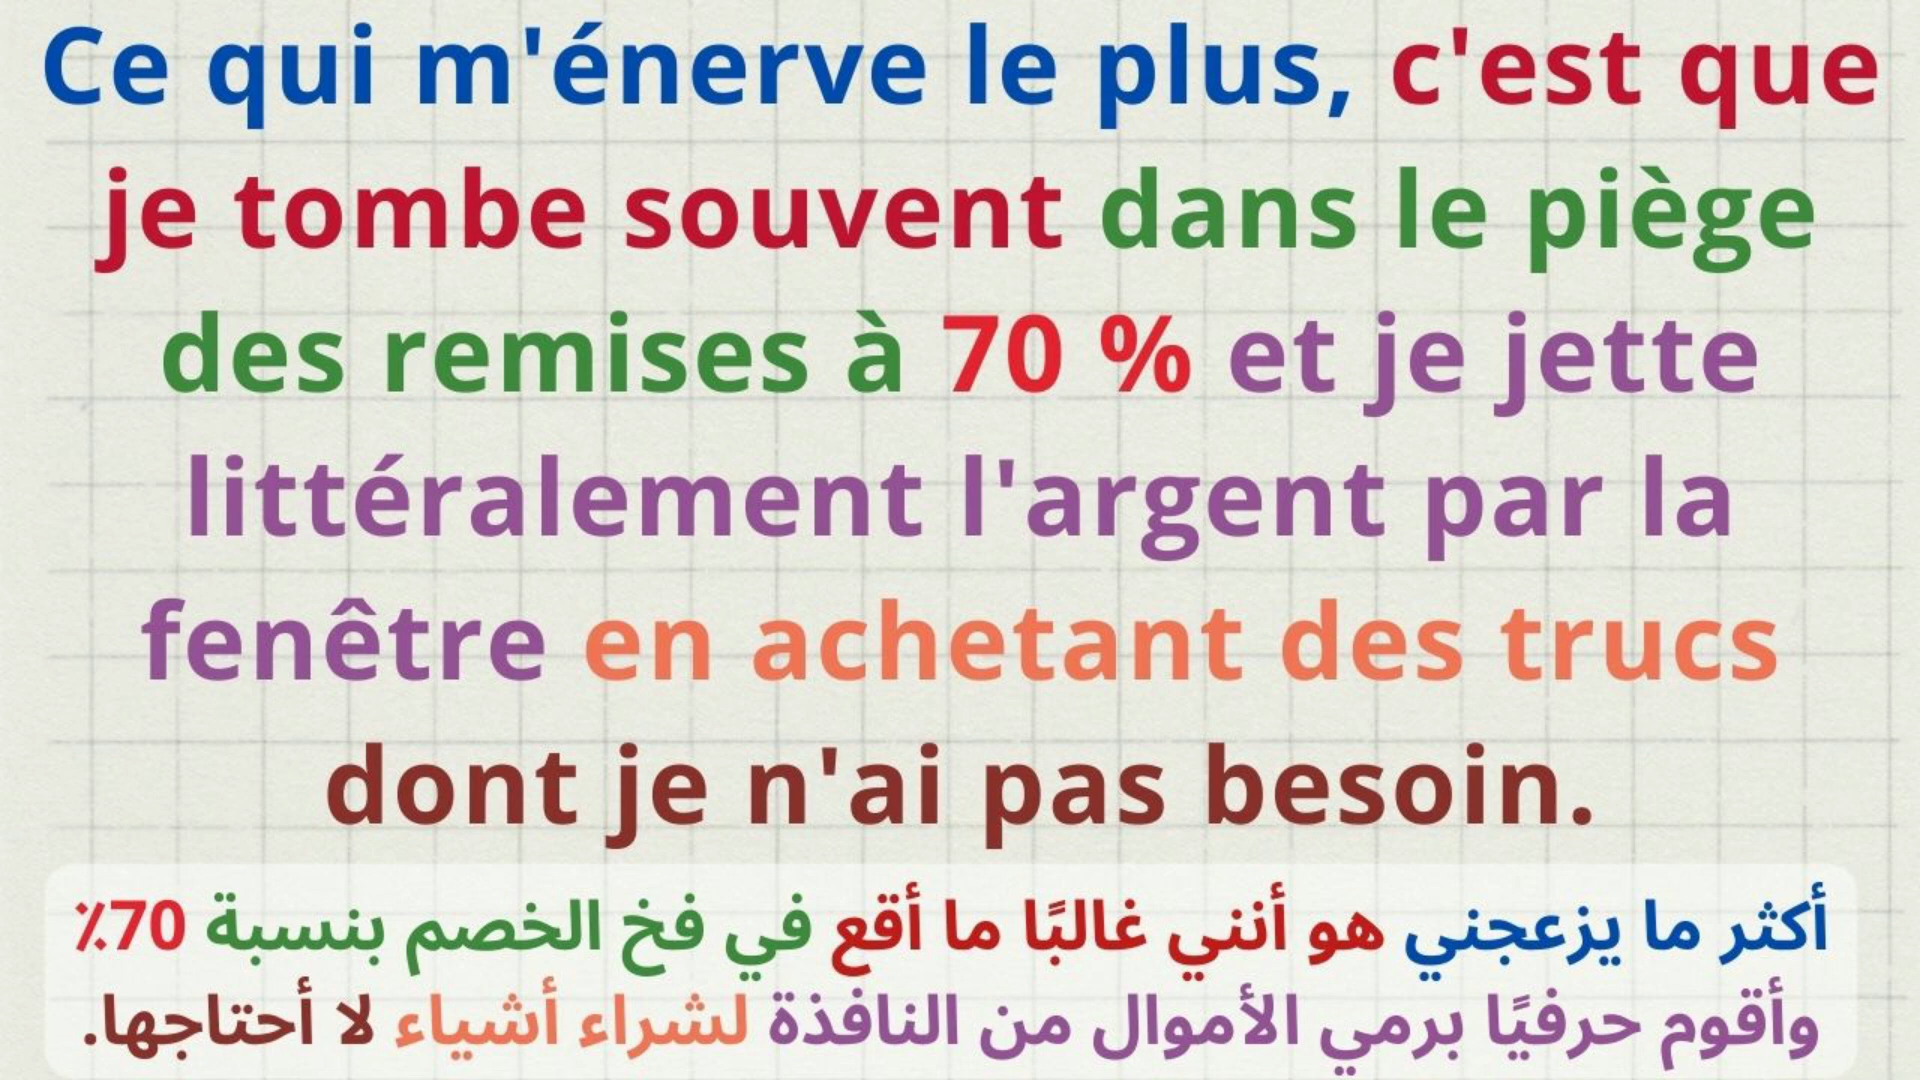 Ce qui m'énerve le plus, c'est que
je tombe souvent dans le piège
des remises à 70 % et je jette
littéralement l'argent par la
fenêtre en achetant des trucs
dont je n'ai pas besoin.
أكثر ما يزعجني هو أنني غالبًا ما أقع في فخ الخصم بنسبة 70٪
وأقوم حرفيًا برمي الأموال من النافذة لشراء أشياء لا أحتاجها.